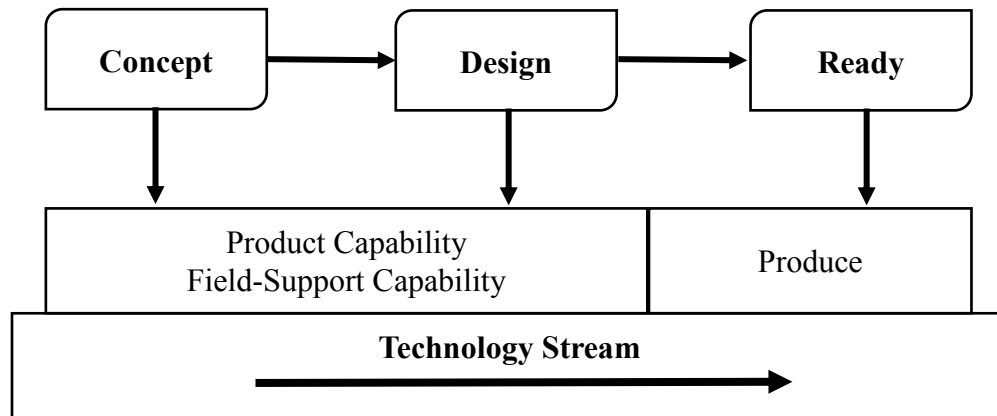 Concept
Design
Ready
Product Capability
Field-Support Capability
Produce
Technology Stream